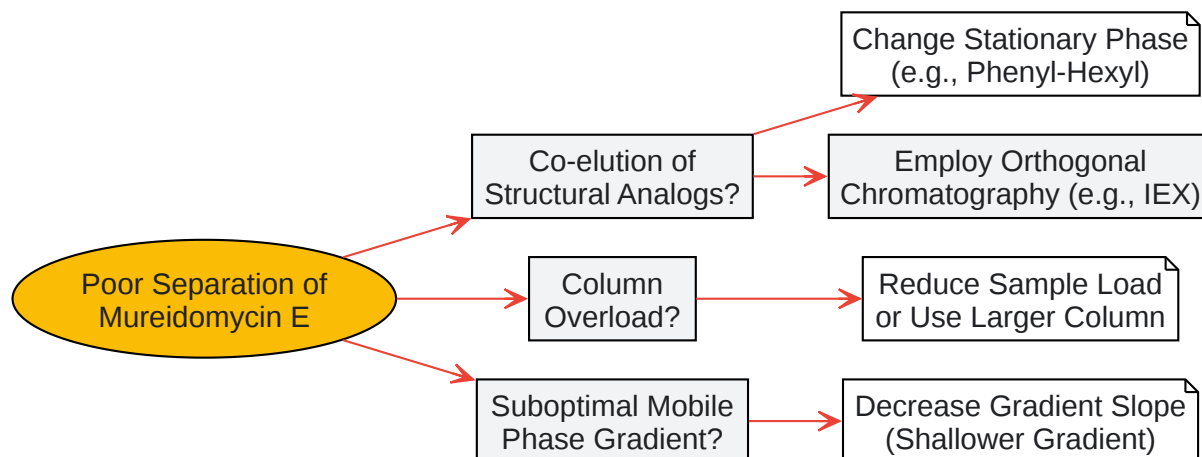 Change Stationary Phase
(e.g., Phenyl-Hexyl)
Co-elution of
Structural Analogs?
Employ Orthogonal
Chromatography (e.g., IEX)
Poor Separation of
Mureidomycin E
Column
Overload?
Reduce Sample Load
or Use Larger Column
Suboptimal Mobile
Phase Gradient?
Decrease Gradient Slope
(Shallower Gradient)